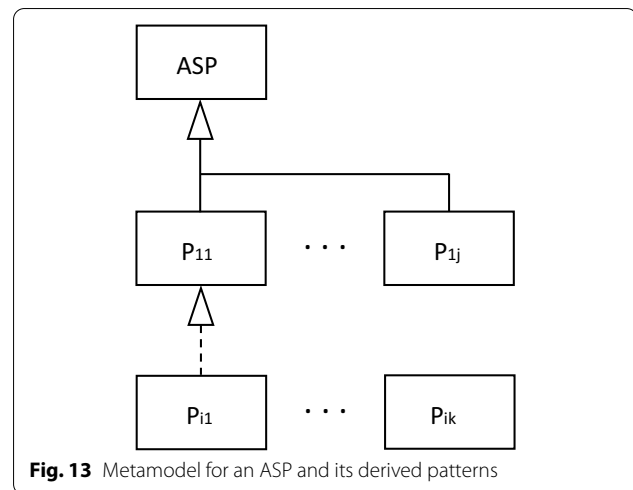 ASP
P11 . . . P1j
Pi1 . . . Pik
Fig. 13 Metamodel for an ASP and its derived patterns